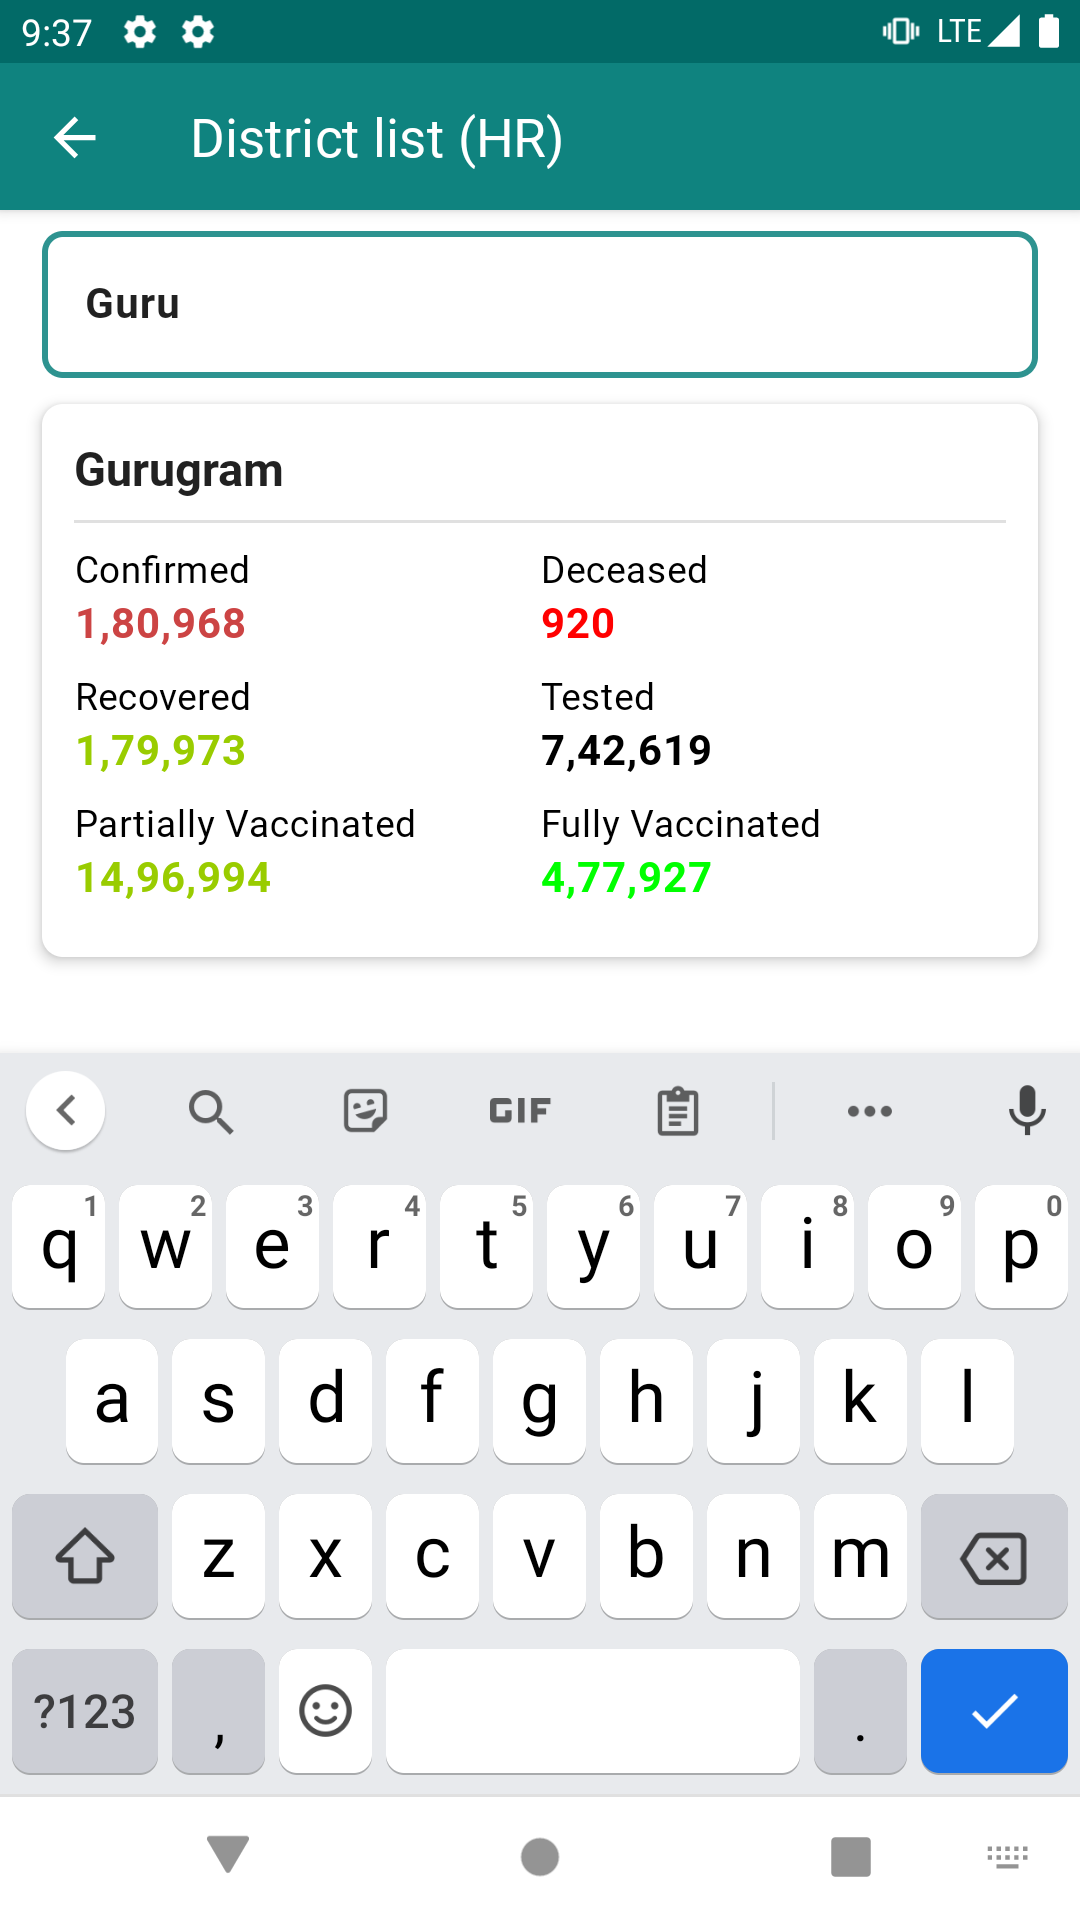 9:37 LTE
District list (HR)
Guru
Gurugram
Confirmed Deceased
1,80,968 920
Recovered Tested
1,79,973 7,42,619
Partially Vaccinated Fully Vaccinated
14,96,994 4,77,927
GIF
1 2 3 4 5 6 7 8 9 0
q w e r t y u i o p
a s d f g h j k l
z x c v b n m
?123 , .